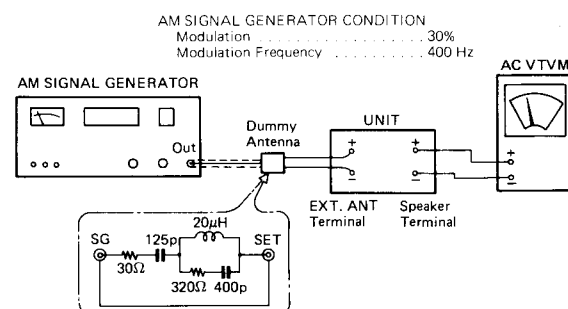 AM SIGNAL GENERATOR CONDITION
Modulation . . . . . . . . . . . . . 30%
Modulation Frequency . . . . . . . . . 400 Hz
AM SIGNAL GENERATOR
AC VTVM
Out
Dummy
Antenna
UNIT
+
+
+
−
−
−
EXT. ANT
Terminal
Speaker
Terminal
SG
30Ω
125p
20μH
320Ω
400p
SET